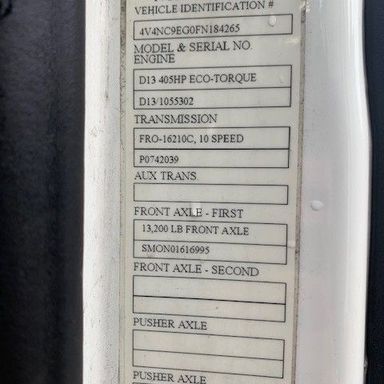 VEHICLE IDENTIFICATION #
4V4NC9EG0FN184265
MODEL & SERIAL NO.
ENGINE
D13 405HP ECO-TORQUE
D13/1055302
TRANSMISSION
FRO-16210C, 10 SPEED
P0742039
AUX TRANS.
FRONT AXLE - FIRST
13,200 LB FRONT AXLE
SMON01616995
FRONT AXLE - SECOND
PUSHER AXLE
PUSHER AXLE